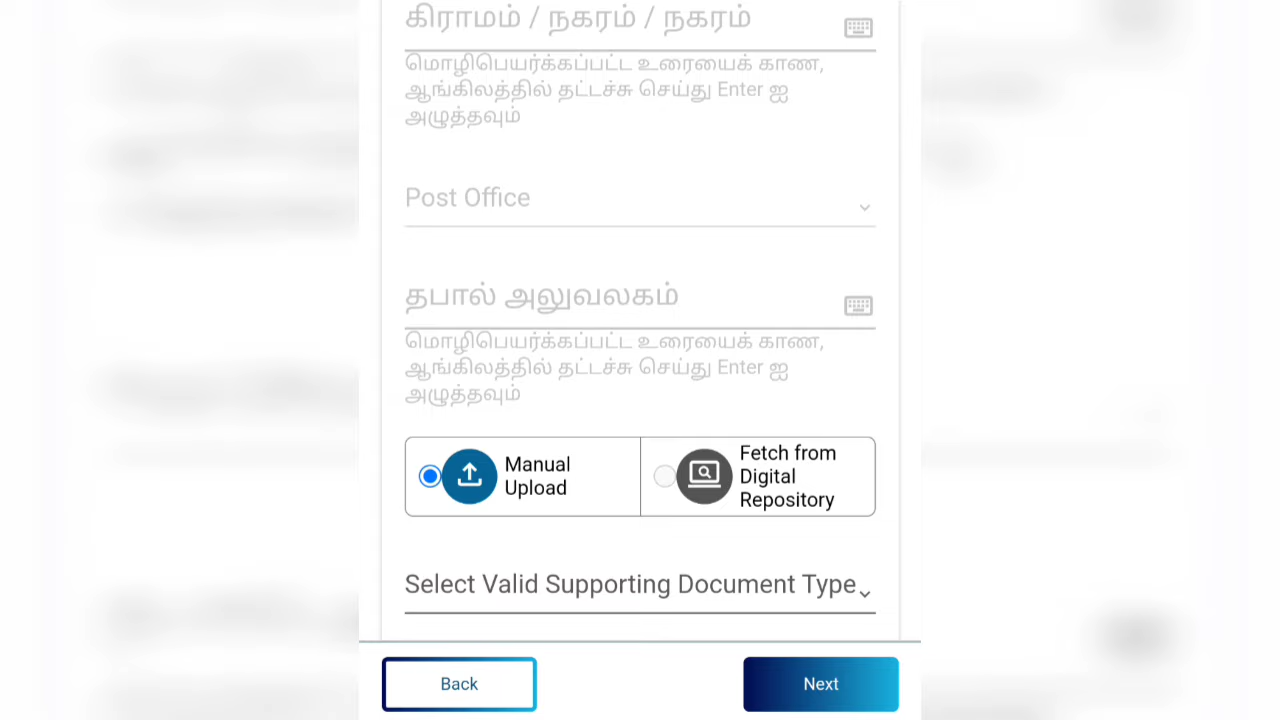 கிராமம் / நகரம் / நகரம்
மொழிபெயர்க்கப்பட்ட உரையைக் காண,
ஆங்கிலத்தில் தட்டச்சு செய்து Enter ஐ
அழுத்தவும்
Post Office
தபால் அலுவலகம்
மொழிபெயர்க்கப்பட்ட உரையைக் காண,
ஆங்கிலத்தில் தட்டச்சு செய்து Enter ஐ
அழுத்தவும்
Manual
Upload
Fetch from
Digital
Repository
Select Valid Supporting Document Type
Back
Next